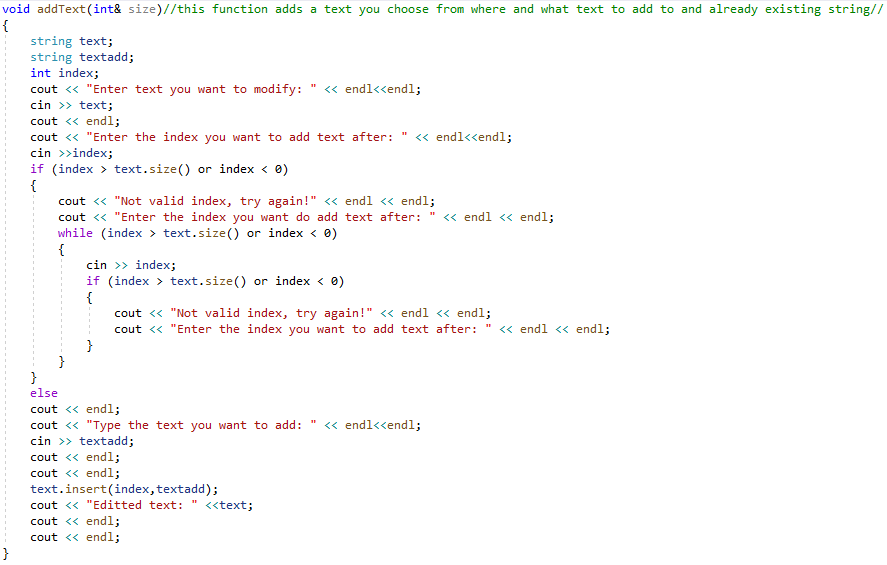 void addText(int& size)//this function adds a text you choose from where and what text to add to and already existing string//
{
    string text;
    string textadd;
    int index;
    cout << "Enter text you want to modify: " << endl<<endl;
    cin >> text;
    cout << endl;
    cout << "Enter the index you want to add text after: " << endl<<endl;
    cin >>index;
    if (index > text.size() or index < 0)
    {
        cout << "Not valid index, try again!" << endl << endl;
        cout << "Enter the index you want do add text after: " << endl << endl;
        while (index > text.size() or index < 0)
        {
            cin >> index;
            if (index > text.size() or index < 0)
            {
                cout << "Not valid index, try again!" << endl << endl;
                cout << "Enter the index you want to add text after: " << endl << endl;
            }
        }
    }
    else
    cout << endl;
    cout << "Type the text you want to add: " << endl<<endl;
    cin >> textadd;
    cout << endl;
    cout << endl;
    text.insert(index,textadd);
    cout << "Editted text: " <<text;
    cout << endl;
    cout << endl;
}